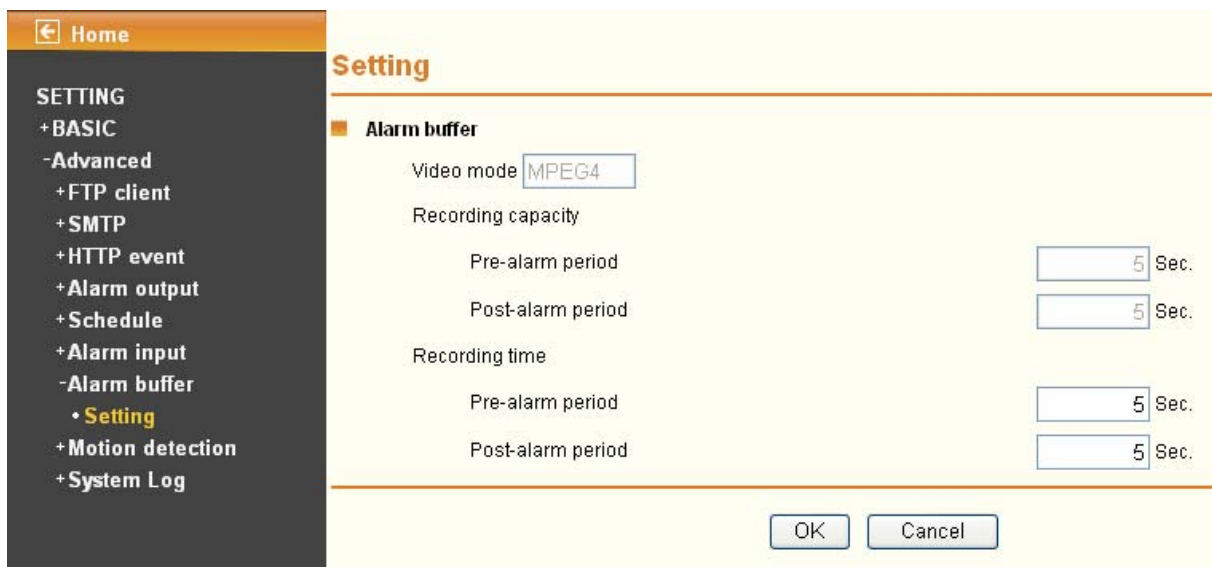 Home
SETTING
+BASIC
-Advanced
+FTP client
+SMTP
+HTTP event
+Alarm output
+Schedule
+Alarm input
-Alarm buffer
• Setting
+Motion detection
+System Log
Setting
Alarm buffer
Video mode MPEG4
Recording capacity
Pre-alarm period 5 Sec.
Post-alarm period 5 Sec.
Recording time
Pre-alarm period 5 Sec.
Post-alarm period 5 Sec.
OK Cancel